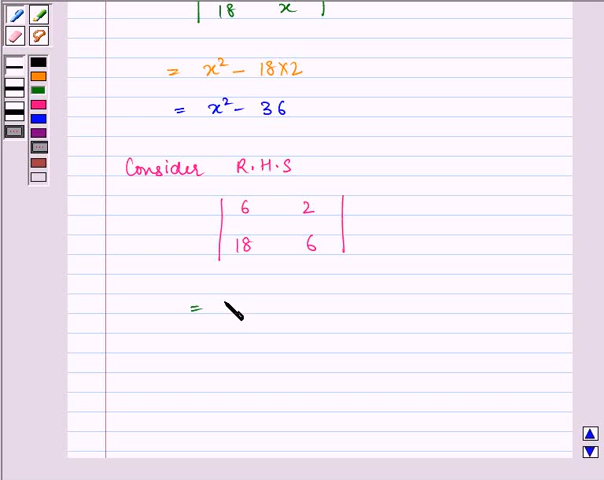 | 18 x |
= x² - 18×2
= x² - 36
Consider R.H.S
| 6 2 |
| 18 6 |
=